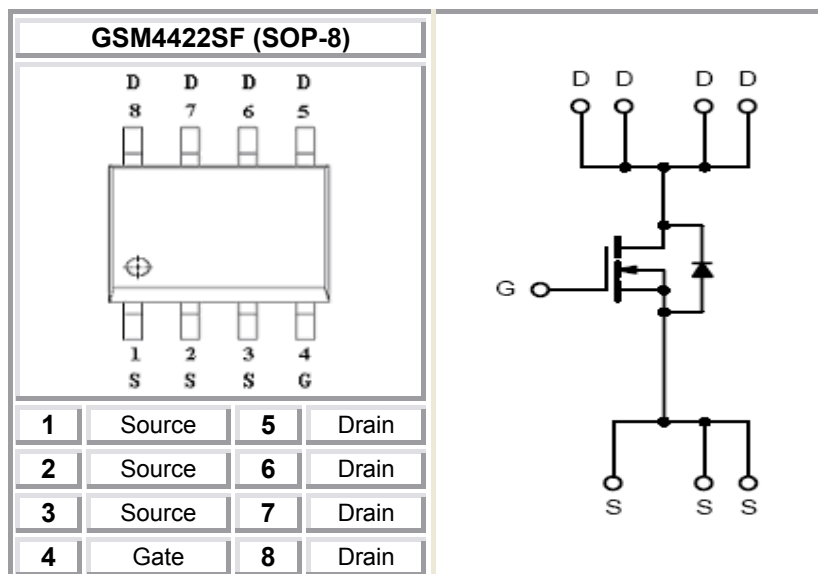 GSM4422SF (SOP-8)
D D D D
8 7 6 5
1 2 3 4
S S S G
1 Source 5 Drain
2 Source 6 Drain
3 Source 7 Drain
4 Gate 8 Drain
D D D D
G
S S S